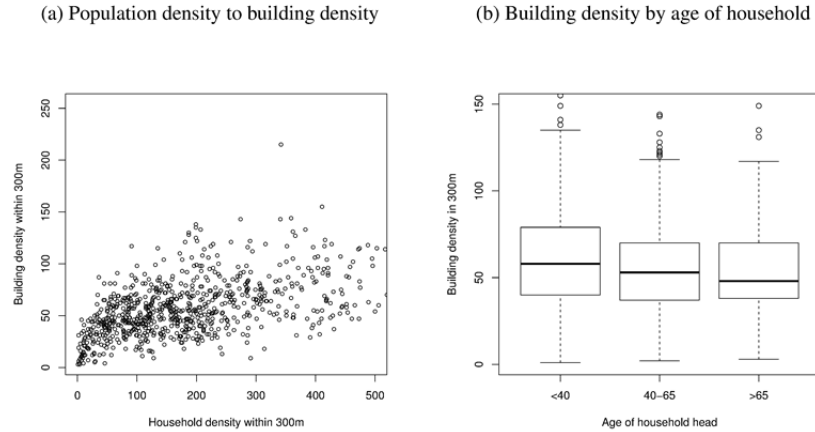 (a) Population density to building density
(b) Building density by age of household
Building density within 300m
250
200
150
100
50
0
0 100 200 300 400 500
Household density within 300m
Building density in 300m
150
100
50
0
<40 40−65 >65
Age of household head